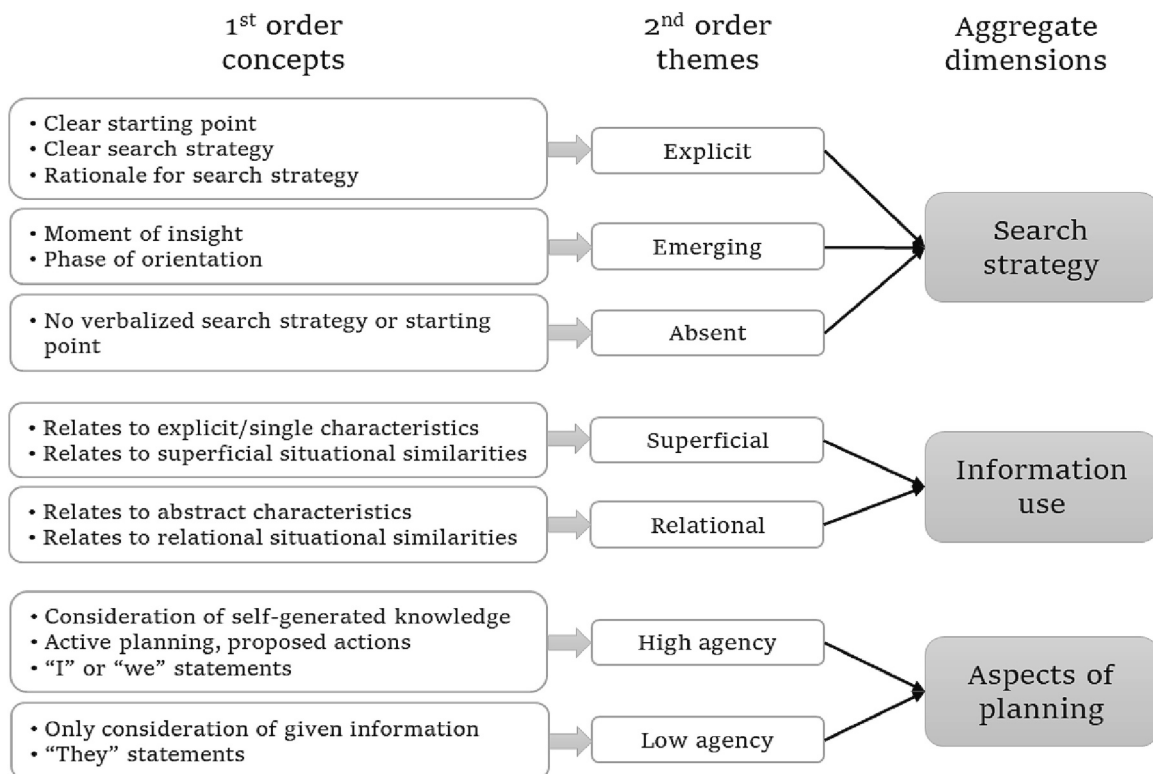 1st order
concepts
2nd order
themes
Aggregate
dimensions
• Clear starting point
• Clear search strategy
• Rationale for search strategy
Explicit
• Moment of insight
• Phase of orientation
Emerging
• No verbalized search strategy or starting
point
Absent
Search
strategy
• Relates to explicit/single characteristics
• Relates to superficial situational similarities
Superficial
• Relates to abstract characteristics
• Relates to relational situational similarities
Relational
Information
use
• Consideration of self-generated knowledge
• Active planning, proposed actions
• “I” or “we” statements
High agency
• Only consideration of given information
• “They” statements
Low agency
Aspects of
planning